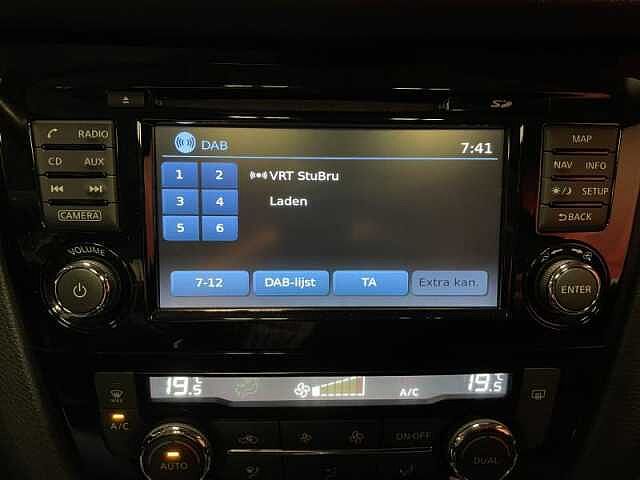 RADIO
CD AUX
CAMERA
VOLUME
DAB 7:41
1 2 VRT StuBru
3 4 Laden
5 6
7-12 DAB-lijst TA Extra kan.
MAP
NAV INFO
SETUP
BACK
ENTER
19.5°C A/C 19.5°C
A/C
ON·OFF
AUTO
DUAL